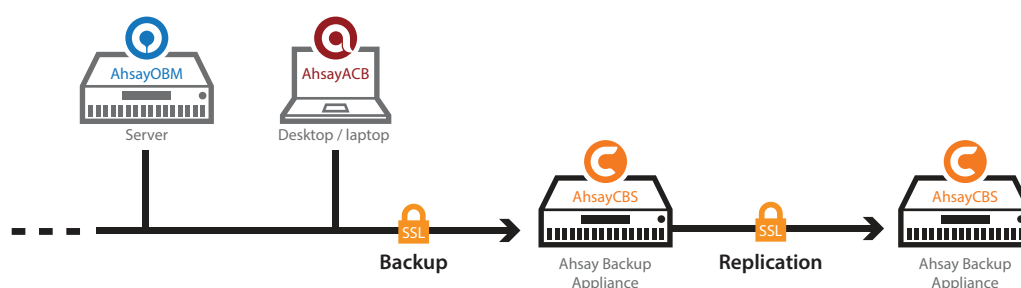 AhsayOBM
AhsayACB
Server
Desktop / laptop
AhsayCBS
AhsayCBS
SSL
SSL
Backup
Ahsay Backup
Appliance
Replication
Ahsay Backup
Appliance